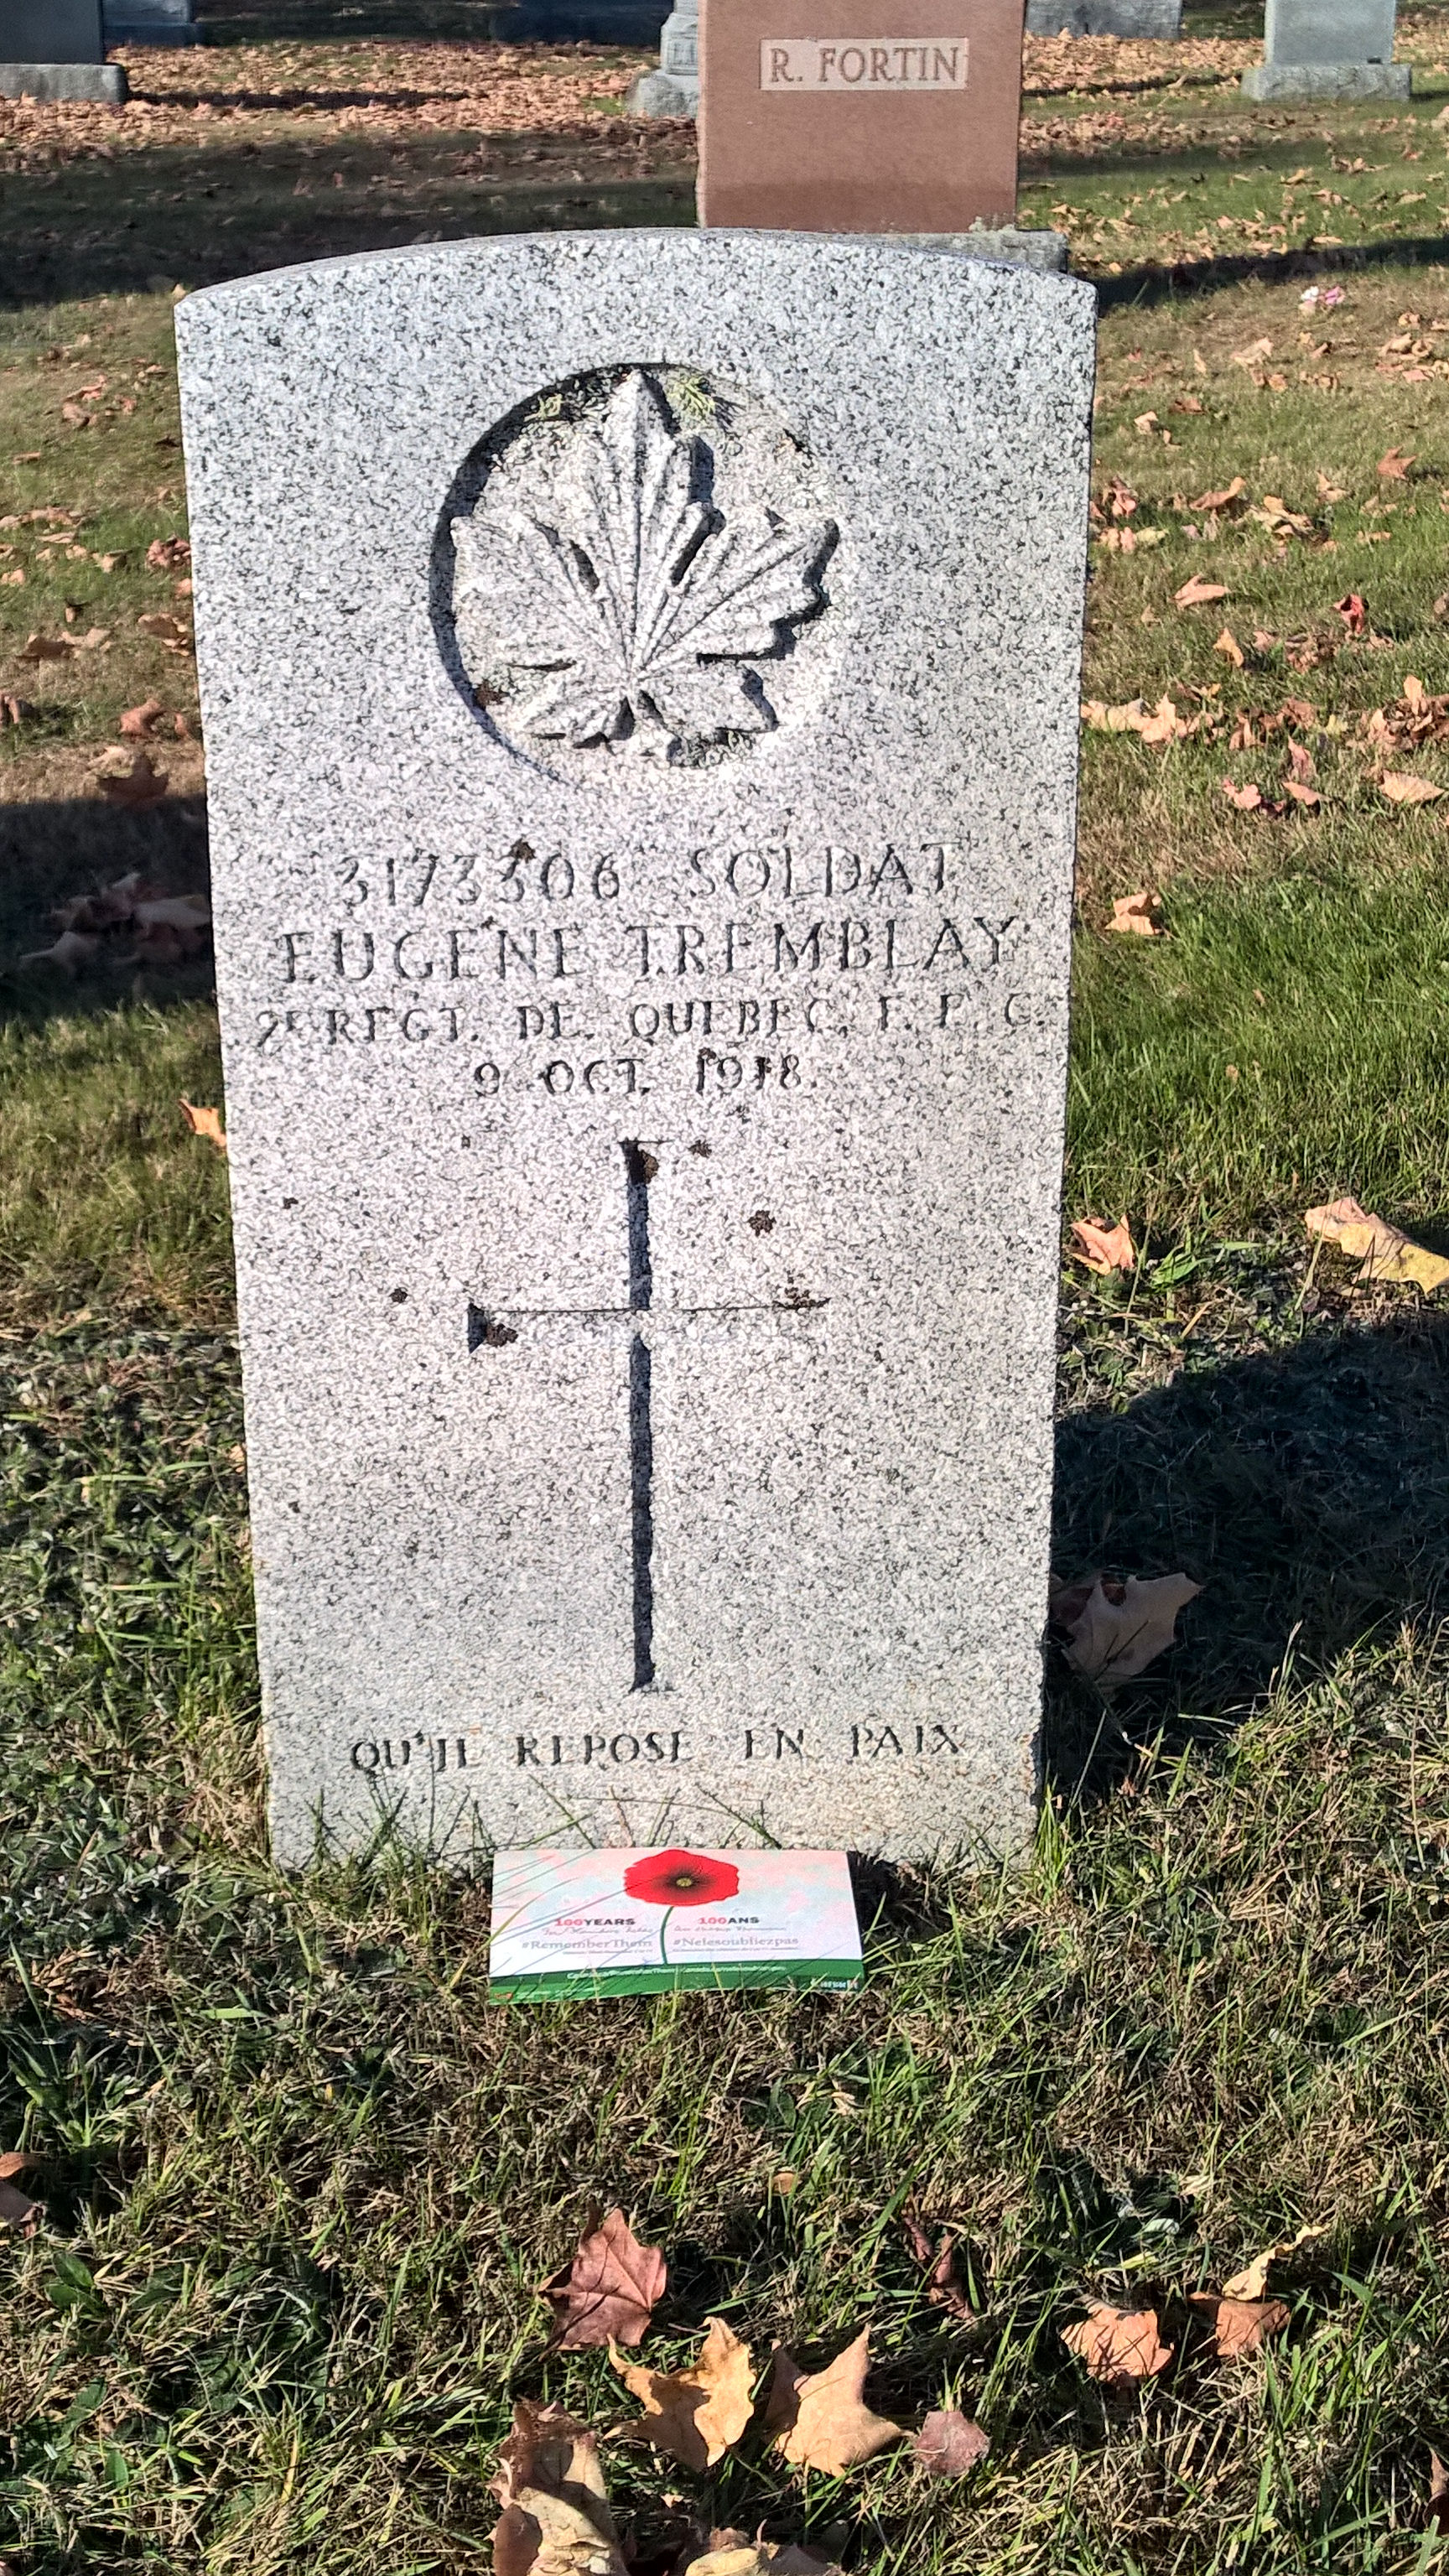 R. FORTIN
3173306 SOLDAT
EUGENE TREMBLAY
2E REGT. DE. QUEBEC. F. E. C.
9 OCT. 1918.
QU'IL REPOSE EN PAIX
100YEARS
#RememberThem
100ANS
#Nelesoubliezpas